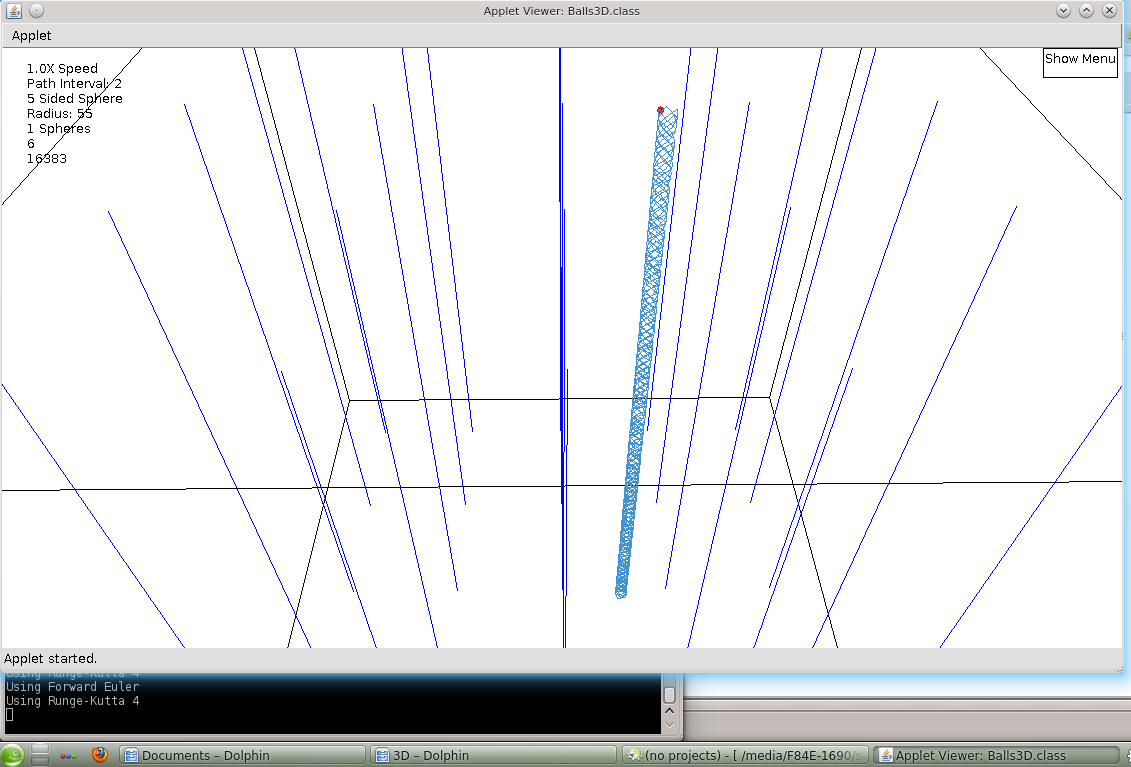 Applet Viewer: Balls3D.class
Applet
Show Menu
1.0X Speed
Path Interval: 2
5 Sided Sphere
Radius: 55
1 Spheres
6
16383
Applet started.
Using Runge-Kutta 4
Using Forward Euler
Using Runge-Kutta 4
Documents – Dolphin
3D – Dolphin
(no projects) – [ /media/F84E-1690/s
Applet Viewer: Balls3D.class